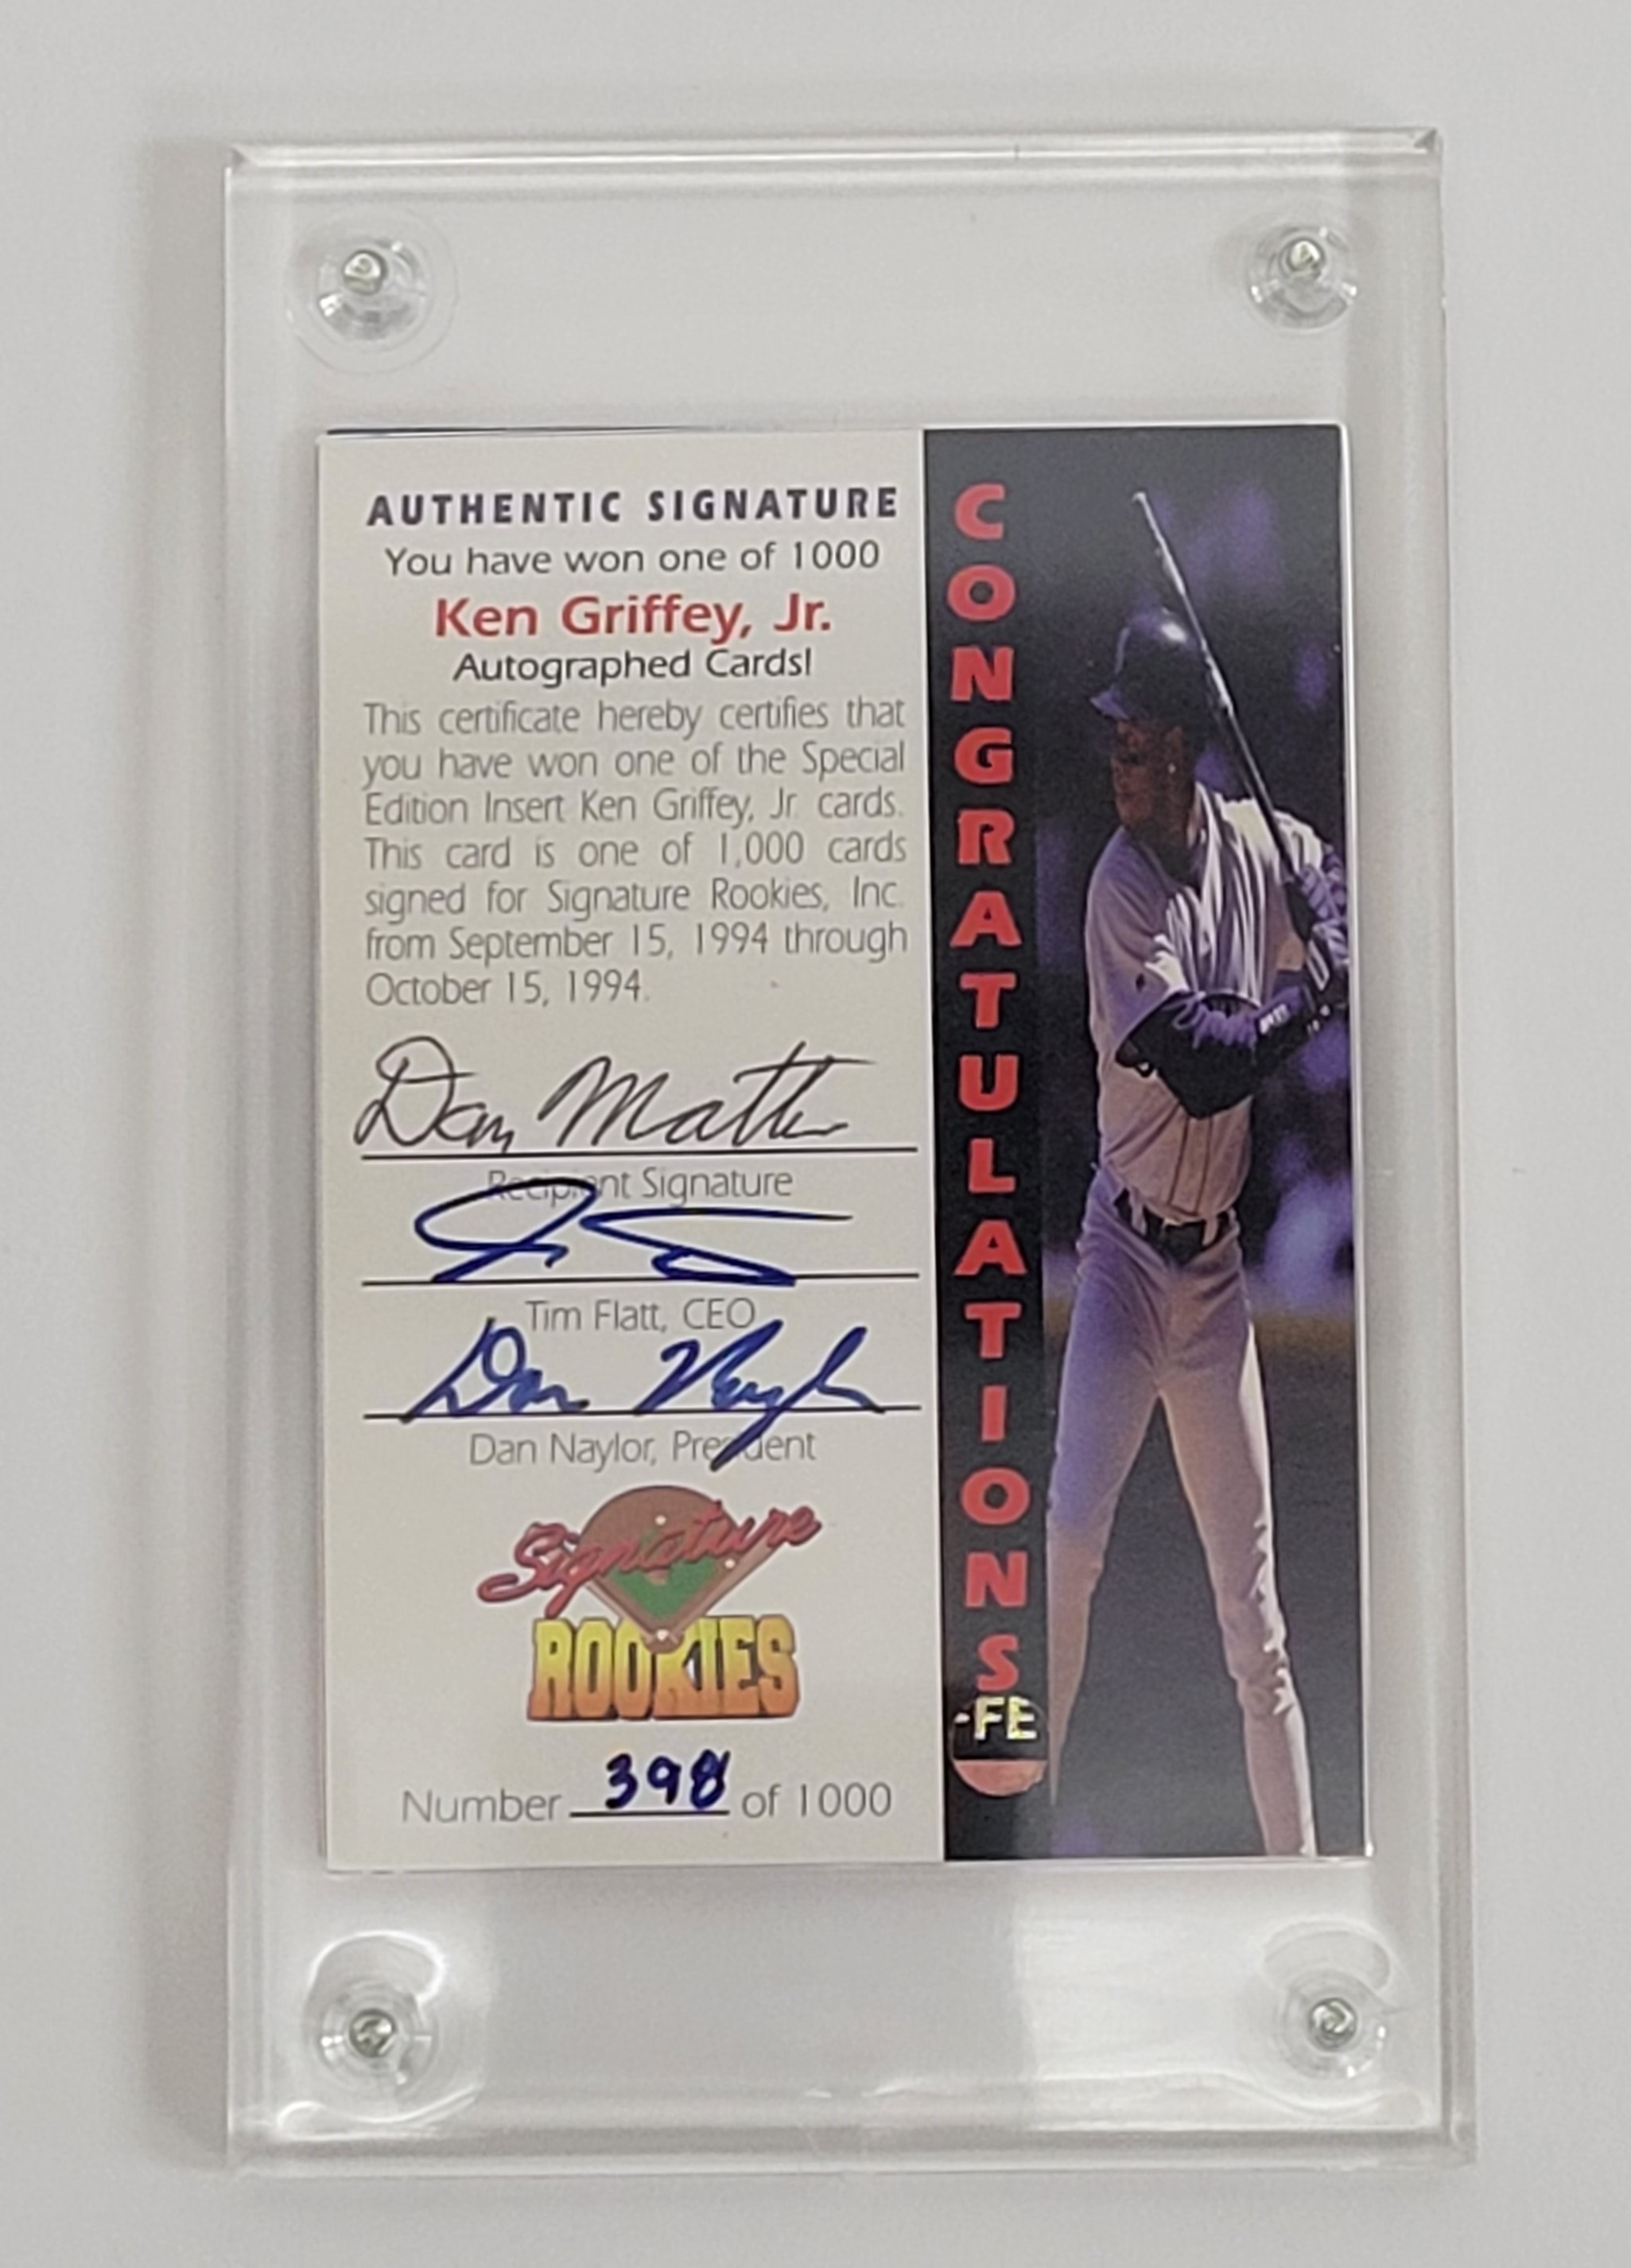 AUTHENTIC SIGNATURE
You have won one of 1000
Ken Griffey, Jr.
Autographed Cards!
This certificate hereby certifies that
you have won one of the Special
Edition Insert Ken Griffey, Jr. cards.
This card is one of 1,000 cards
signed for Signature Rookies, Inc.
from September 15, 1994 through
October 15, 1994.
Dan
Recipient Signature
Tim Flatt, CEO
Dan Naylor
Dan Naylor, President
Signature
ROOKIES
Number 398 of 1000
CONGRATULATIONS
-FE